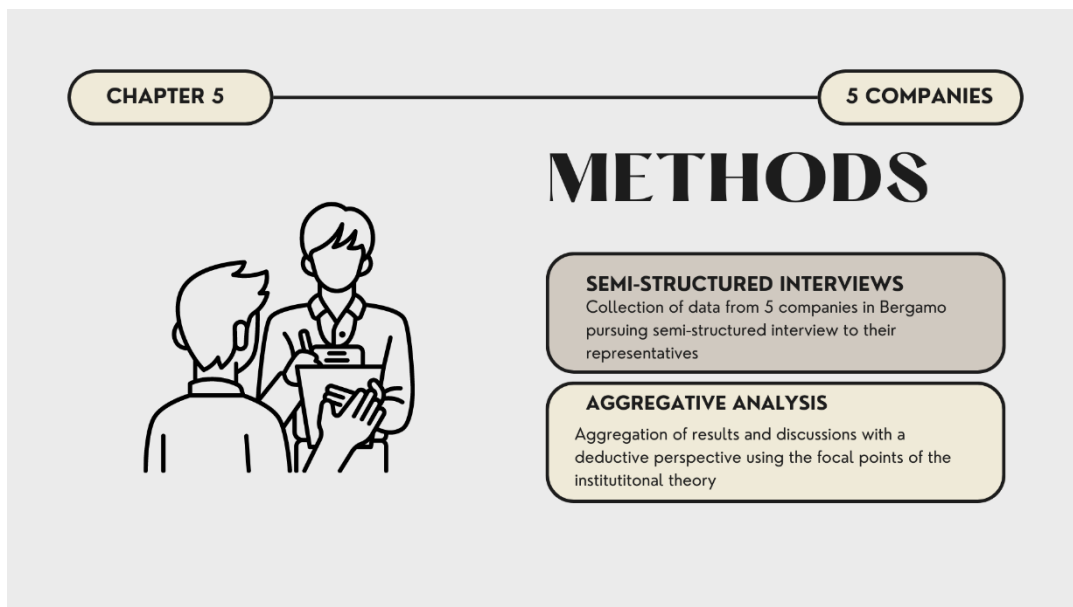 CHAPTER 5
5 COMPANIES
METHODS
SEMI-STRUCTURED INTERVIEWS
Collection of data from 5 companies in Bergamo
pursuing semi-structured interview to their
representatives
AGGREGATIVE ANALYSIS
Aggregation of results and discussions with a
deductive perspective using the focal points of the
institutitonal theory